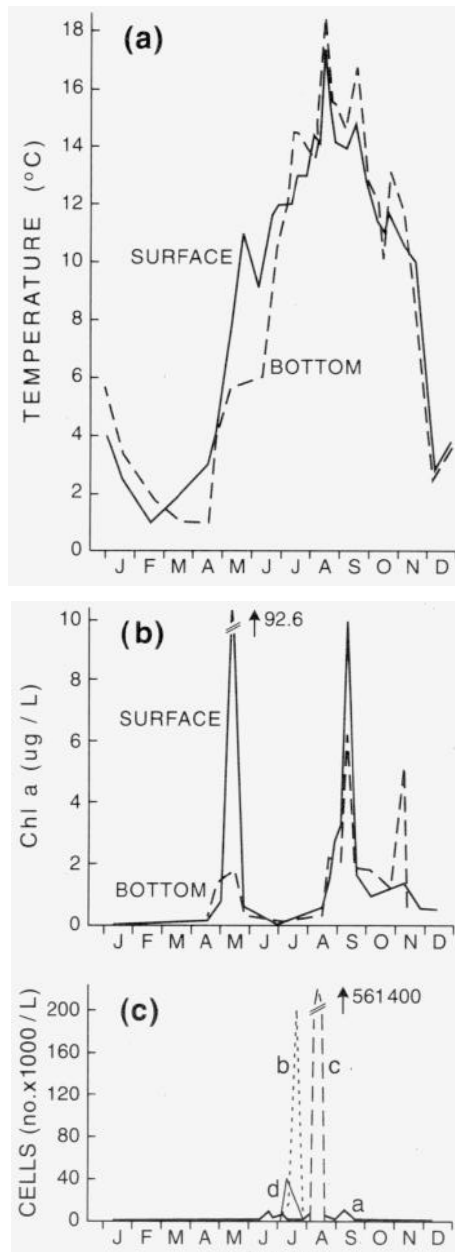 (a)
18
16
14
12
10
8
6
4
2
0
TEMPERATURE (°C)
SURFACE
BOTTOM
J F M A M J J A S O N D
(b)
10
8
6
4
2
0
Chl a (ug / L)
92.6
SURFACE
BOTTOM
J F M A M J J A S O N D
(c)
200
160
120
80
40
0
CELLS (no.x1000 / L)
561400
b
c
d
a
J F M A M J J A S O N D